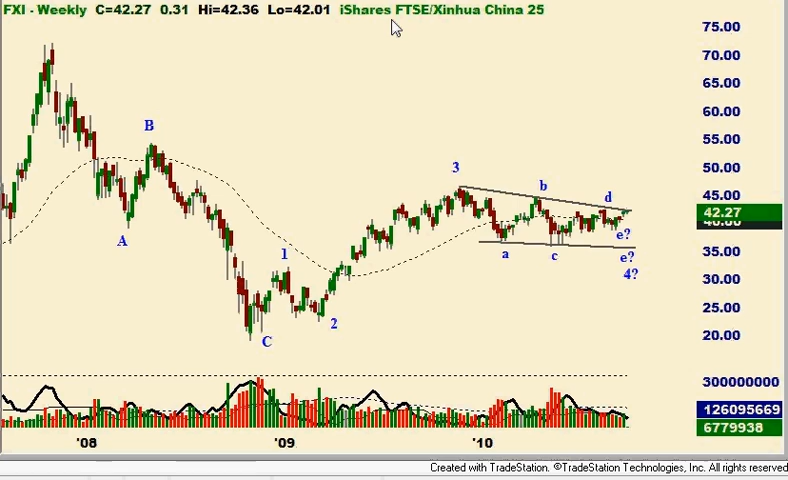 FXI - Weekly C=42.27 0.31 Hi=42.36 Lo=42.01 iShares FTSE/Xinhua China 25
75.00
70.00
65.00
60.00
55.00
B
50.00
3
b
d
45.00
42.27
A
e?
1
a
c
e?
35.00
4?
30.00
2
25.00
C
20.00
300000000
126095669
6779938
'08
'09
'10
Created with TradeStation. ©TradeStation Technologies, Inc. All rights reserved